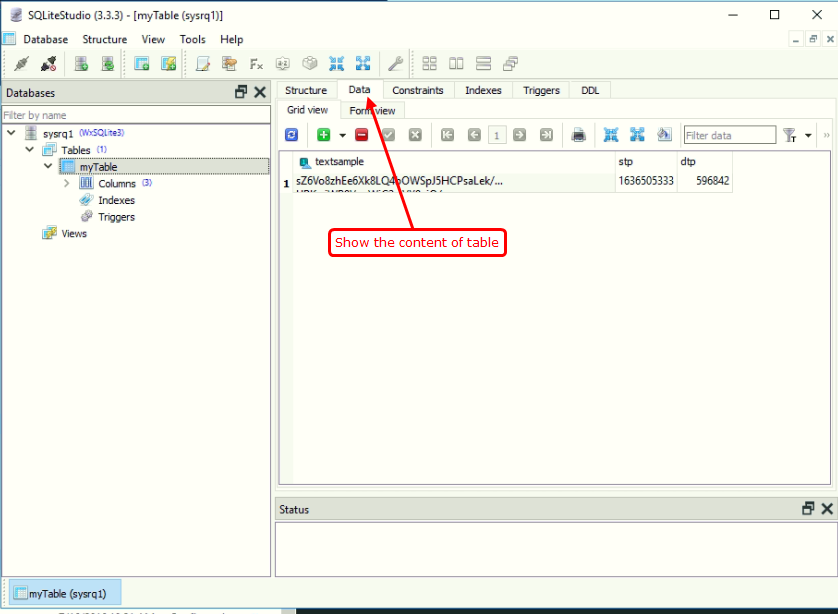 SQLiteStudio (3.3.3) - [myTable (sysrq1)]
Database Structure View Tools Help
Databases
Filter by name
sysrq1 (WxSQLite3)
Tables (1)
myTable
Columns (3)
Indexes
Triggers
Views
Structure Data Constraints Indexes Triggers DDL
Grid view Form view
1 Filter data
textsample stp dtp
1 1636505333 596842
Show the content of table
Status
myTable (sysrq1)